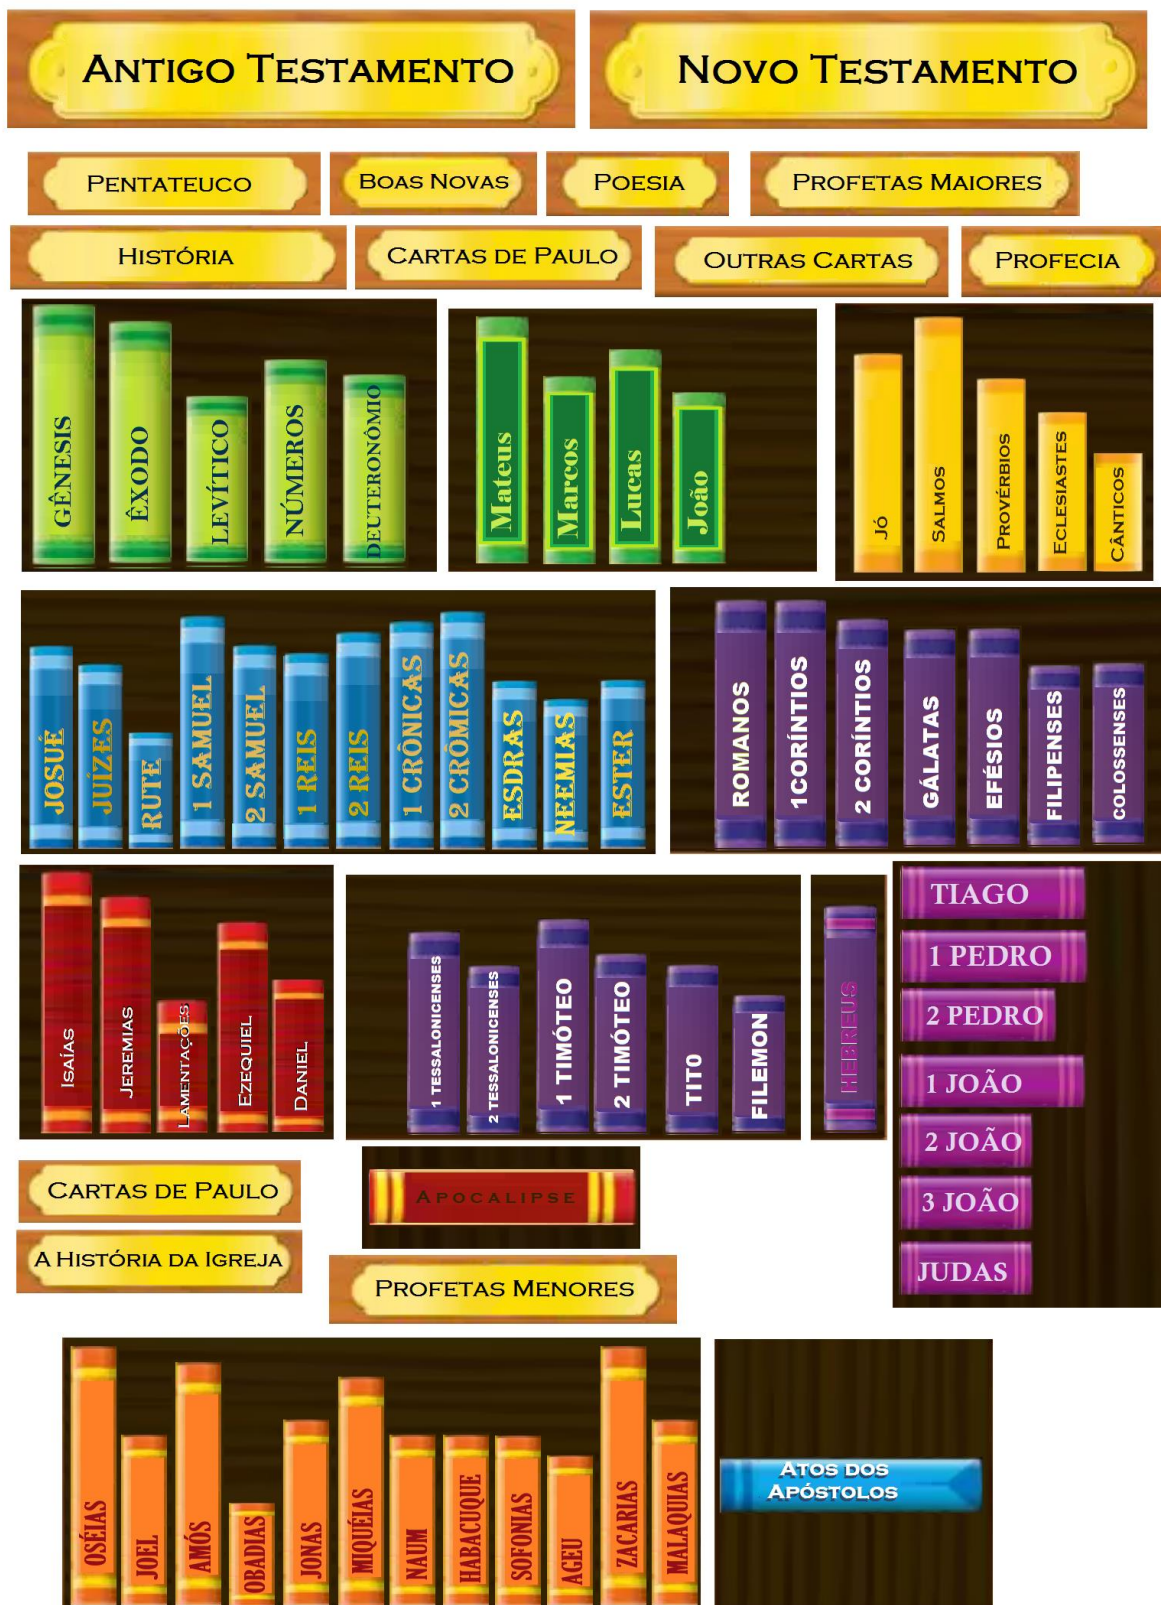 ANTIGO TESTAMENTO
NOVO TESTAMENTO
PENTATEUCO
BOAS NOVAS
POESIA
PROFETAS MAIORES
HISTÓRIA
CARTAS DE PAULO
OUTRAS CARTAS
PROFECIA
GÊNESIS
ÊXODO
LEVÍTICO
NÚMEROS
DEUTERONÔMIO
Mateus
Marcos
Lucas
João
JÓ
SALMOS
PROVÉRBIOS
ECLESIASTES
CÂNTICOS
JOSUÉ
JUÍZES
RUTE
1 SAMUEL
2 SAMUEL
1 REIS
2 REIS
1 CRÔNICAS
2 CRÔMICAS
ESDRAS
NEEMIAS
ESTER
ROMANOS
1CORÍNTIOS
2 CORÍNTIOS
GÁLATAS
EFÉSIOS
FILIPENSES
COLOSSENSES
ISAÍAS
JEREMIAS
LAMENTAÇÕES
EZEQUIEL
DANIEL
1 TESSALONICENSES
2 TESSALONICENSES
1 TIMÓTEO
2 TIMÓTEO
TIT0
FILEMON
HEBREUS
TIAGO
1 PEDRO
2 PEDRO
1 JOÃO
2 JOÃO
3 JOÃO
JUDAS
CARTAS DE PAULO
APOCALIPSE
A HISTÓRIA DA IGREJA
PROFETAS MENORES
OSÉIAS
JOEL
AMÓS
OBADIAS
JONAS
MIQUÉIAS
NAUM
HABACUQUE
SOFONIAS
AGEU
ZACARIAS
MALAQUIAS
ATOS DOS
APÓSTOLOS